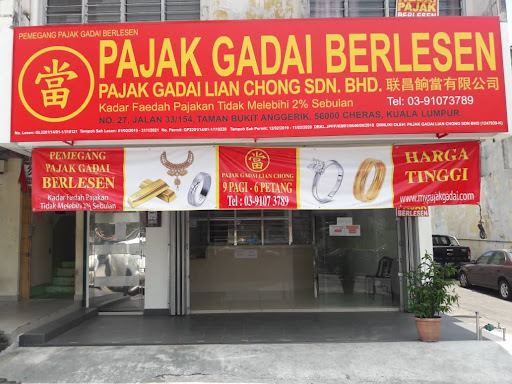 PAJAK
BERLESEN
PEMEGANG PAJAK GADAI BERLESEN
當
PAJAK GADAI BERLESEN
PAJAK GADAI LIAN CHONG SDN. BHD. 联昌餉當有限公司
Kadar Faedah Pajakan Tidak Melebihi 2% Sebulan
Tel: 03-91073789
NO. 27, JALAN 33/154, TAMAN BUKIT ANGGERIK, 56000 CHERAS, KUALA LUMPUR
PEMEGANG
PAJAK GADAI
BERLESEN
Kadar Faedah Pajakan
Tidak Melebihi 2% Sebulan
當
PAJAK GADAI LIAN CHONG
9 PAGI - 6 PETANG
Tel : 03-9107 3789
HARGA
TINGGI
www.mypajakgadai.com
BERLESEN